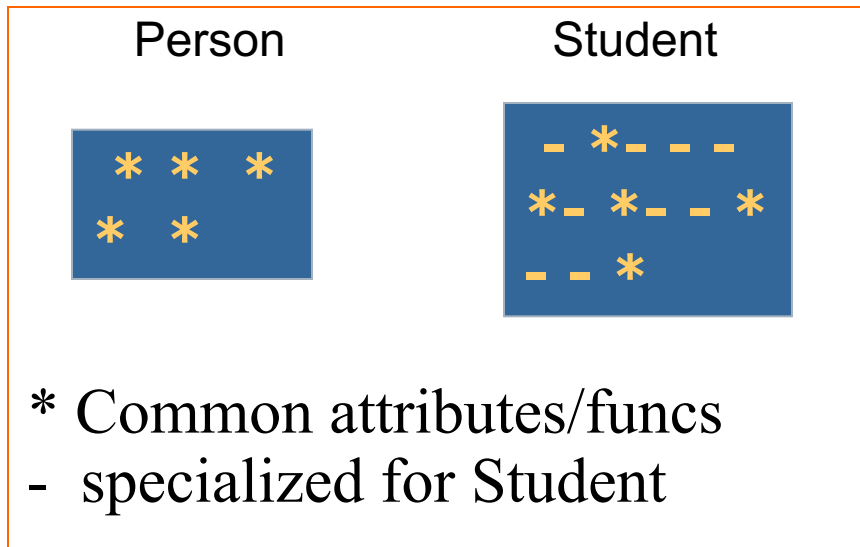 Person Student
* * *
* *
- * - - -
* - * - - *
- - *
* Common attributes/funcs
- specialized for Student